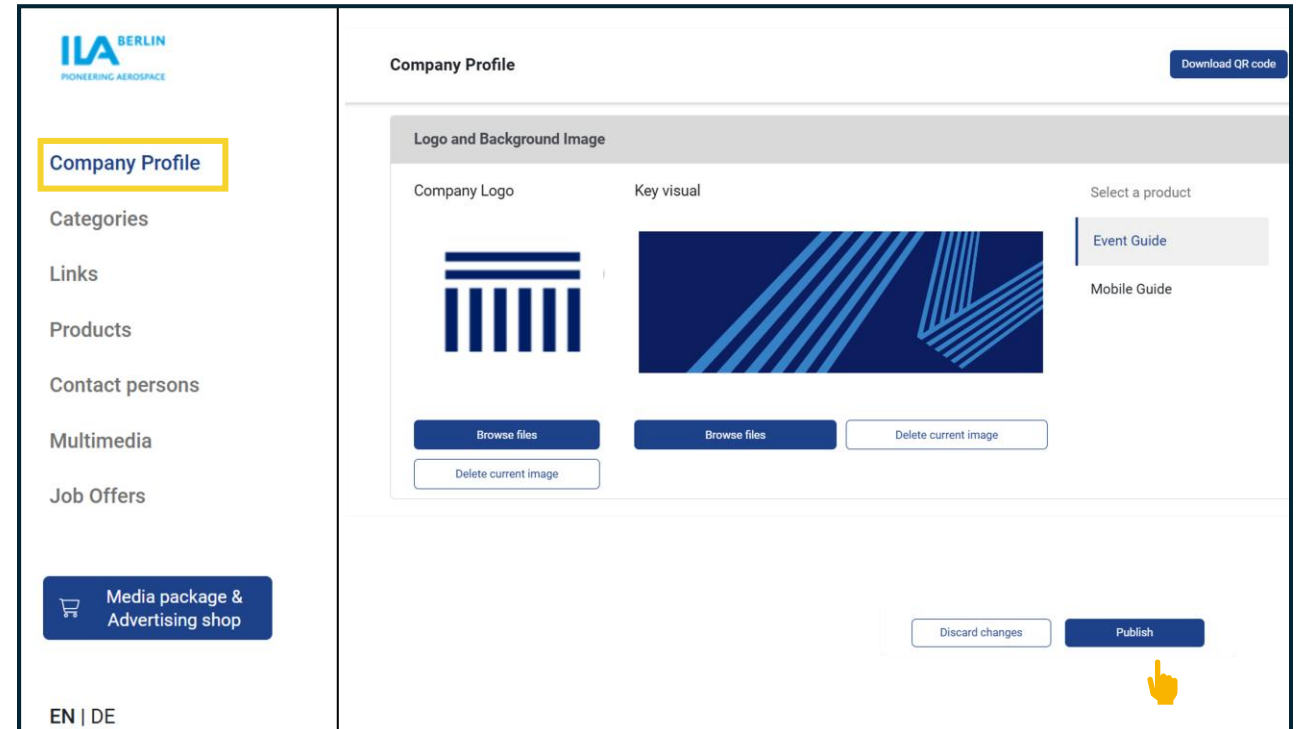 ILA BERLIN
PIONEERING AEROSPACE
Company Profile
Categories
Links
Products
Contact persons
Multimedia
Job Offers
Media package &
Advertising shop
EN | DE
Company Profile
Download QR code
Logo and Background Image
Company Logo
Key visual
Select a product
Event Guide
Mobile Guide
Browse files
Browse files
Delete current image
Delete current image
Discard changes
Publish